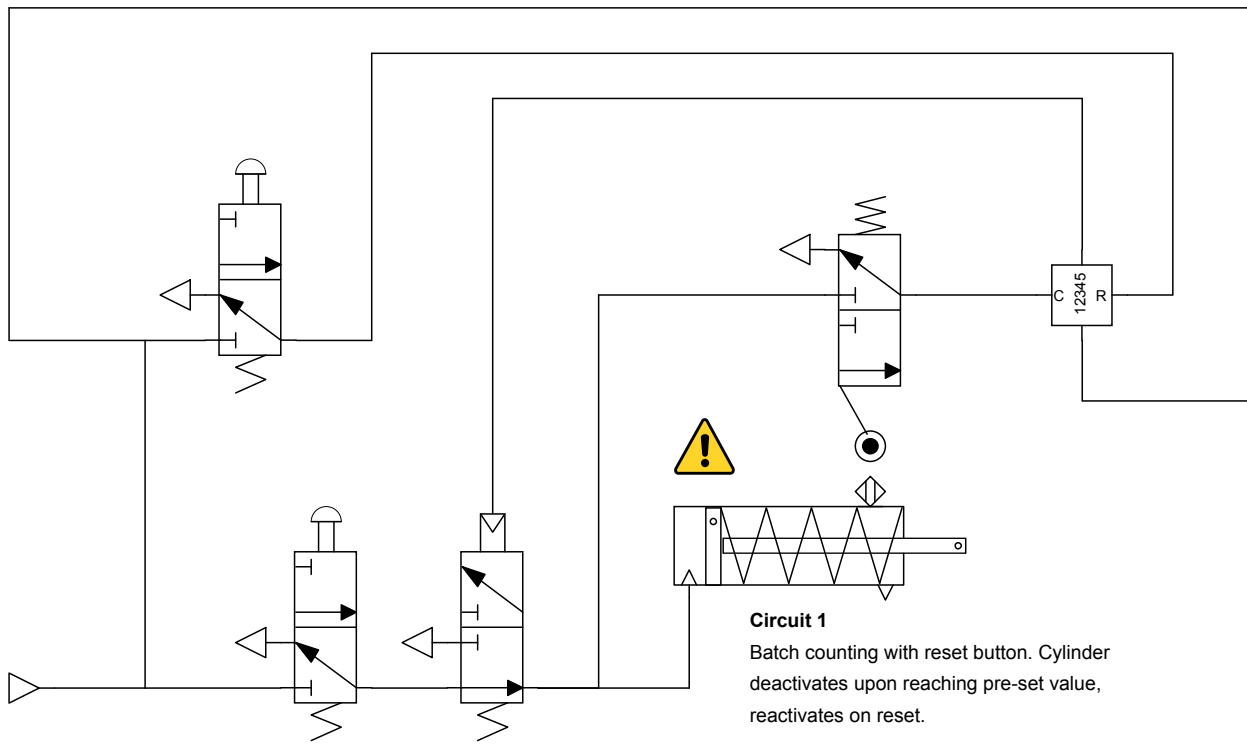 C
12345
R
Circuit 1
Batch counting with reset button. Cylinder
deactivates upon reaching pre-set value,
reactivates on reset.